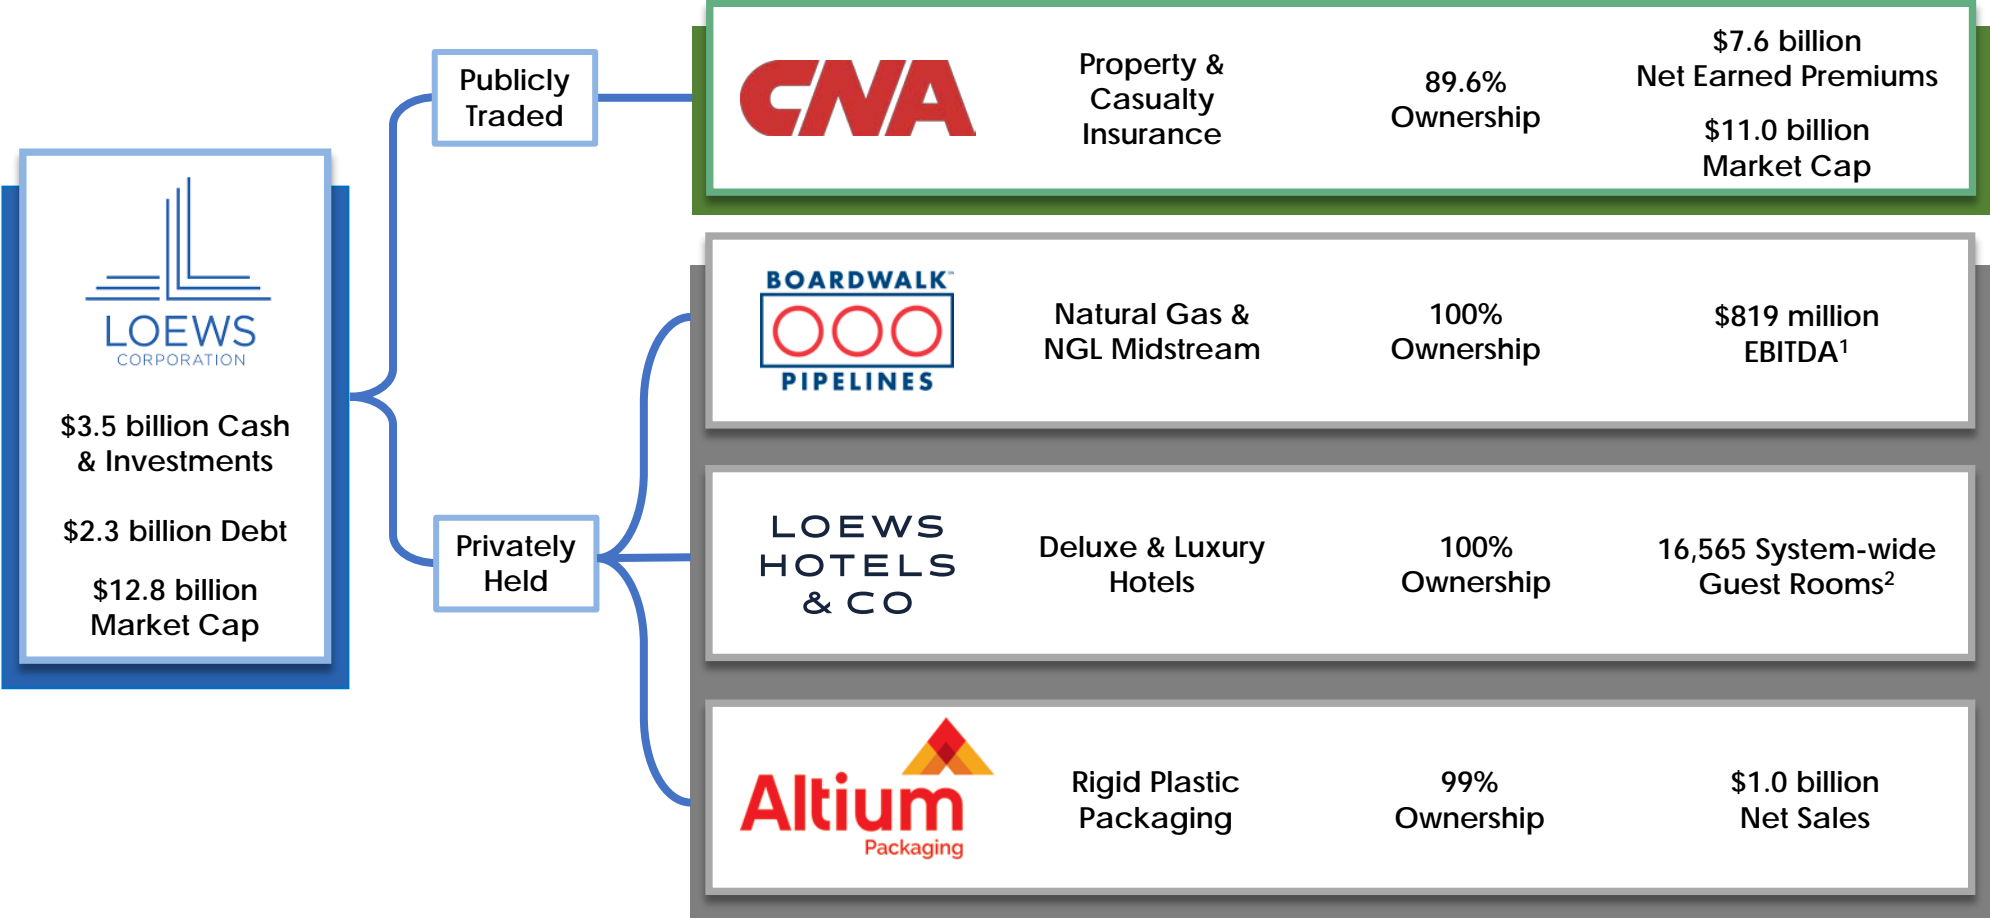 LOEWS
CORPORATION
$3.5 billion Cash
& Investments
$2.3 billion Debt
$12.8 billion
Market Cap
Publicly
Traded
Privately
Held
CNA
Property &
Casualty
Insurance
89.6%
Ownership
$7.6 billion
Net Earned Premiums
$11.0 billion
Market Cap
BOARDWALK™
PIPELINES
Natural Gas &
NGL Midstream
100%
Ownership
$819 million
EBITDA¹
LOEWS
HOTELS
& CO
Deluxe & Luxury
Hotels
100%
Ownership
16,565 System-wide
Guest Rooms²
Altium
Packaging
Rigid Plastic
Packaging
99%
Ownership
$1.0 billion
Net Sales